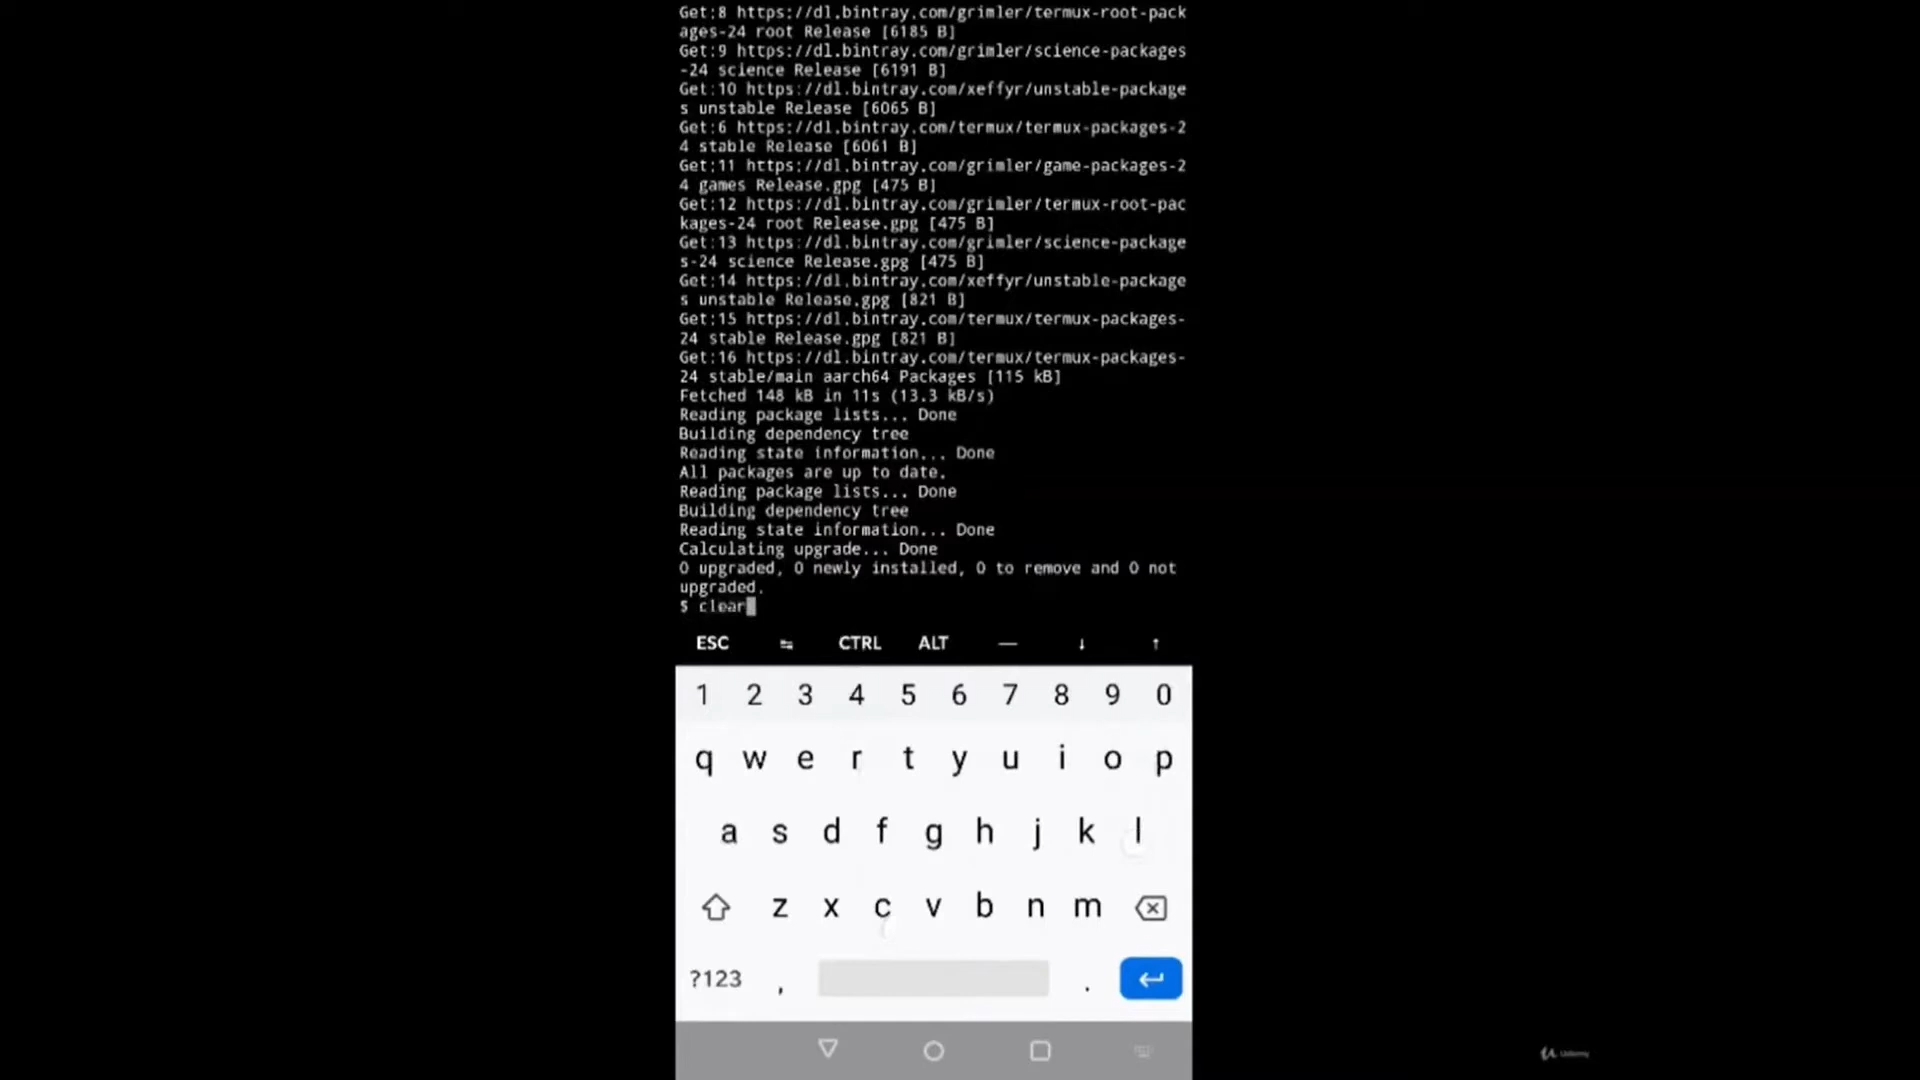 Get:8 https://dl.bintray.com/grimler/termux-root-pack
ages-24 root Release [6185 B]
Get:9 https://dl.bintray.com/grimler/science-packages
-24 science Release [6191 B]
Get:10 https://dl.bintray.com/xeffyr/unstable-package
s unstable Release [6065 B]
Get:6 https://dl.bintray.com/termux/termux-packages-2
4 stable Release [6061 B]
Get:11 https://dl.bintray.com/grimler/game-packages-2
4 games Release.gpg [475 B]
Get:12 https://dl.bintray.com/grimler/termux-root-pac
kages-24 root Release.gpg [475 B]
Get:13 https://dl.bintray.com/grimler/science-package
s-24 science Release.gpg [475 B]
Get:14 https://dl.bintray.com/xeffyr/unstable-package
s unstable Release.gpg [821 B]
Get:15 https://dl.bintray.com/termux/termux-packages-
24 stable Release.gpg [821 B]
Get:16 https://dl.bintray.com/termux/termux-packages-
24 stable/main aarch64 Packages [115 kB]
Fetched 148 kB in 11s (13.3 kB/s)
Reading package lists... Done
Building dependency tree
Reading state information... Done
All packages are up to date.
Reading package lists... Done
Building dependency tree
Reading state information... Done
Calculating upgrade... Done
0 upgraded, 0 newly installed, 0 to remove and 0 not
upgraded.
$ clear
ESC ⇆ CTRL ALT — ↓ ↑
1 2 3 4 5 6 7 8 9 0
q w e r t y u i o p
a s d f g h j k l
z x c v b n m
?123 , .
Udemy